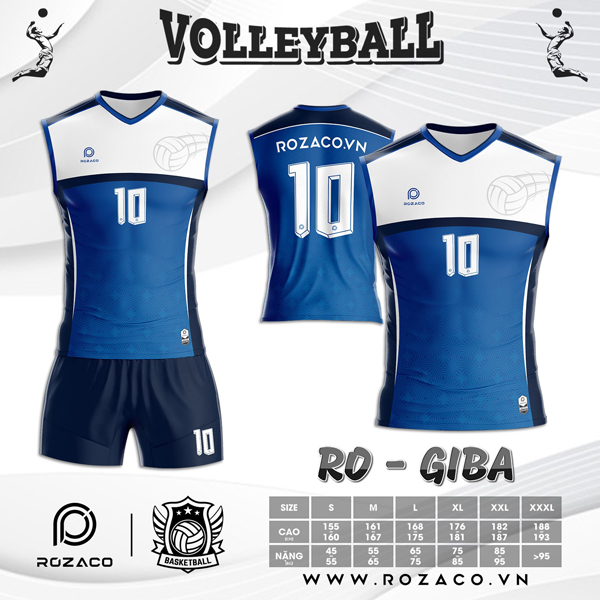 VOLLEYBALL
ROZACO
10
10
ROZACO.VN
10
ROZACO
10
RO - GIBA
SIZE S M L XL XXL XXXL
CAO 155 160 161 167 168 175 176 181 182 187 188 193
NẶNG 45 55 55 65 65 75 75 85 85 95 >95
ROZACO
BASKETBALL
WWW.ROZACO.VN